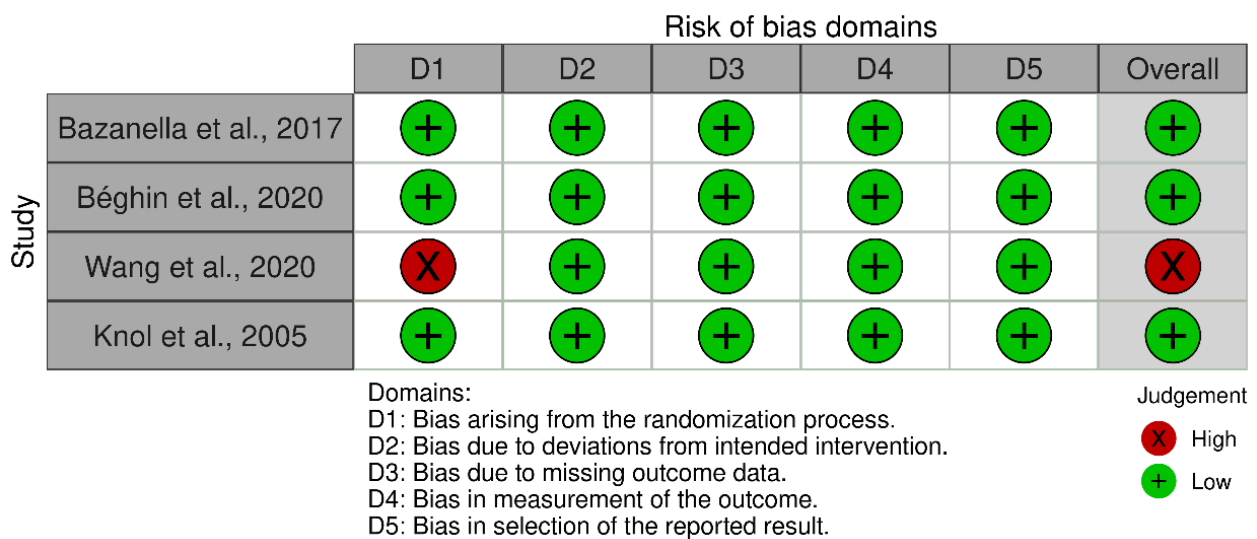 Risk of bias domains
D1 D2 D3 D4 D5 Overall
Study
Bazanella et al., 2017 + + + + + +
Béghin et al., 2020 + + + + + +
Wang et al., 2020 X + + + + X
Knol et al., 2005 + + + + + +
Domains:
D1: Bias arising from the randomization process.
D2: Bias due to deviations from intended intervention.
D3: Bias due to missing outcome data.
D4: Bias in measurement of the outcome.
D5: Bias in selection of the reported result.
Judgement
X High
+ Low